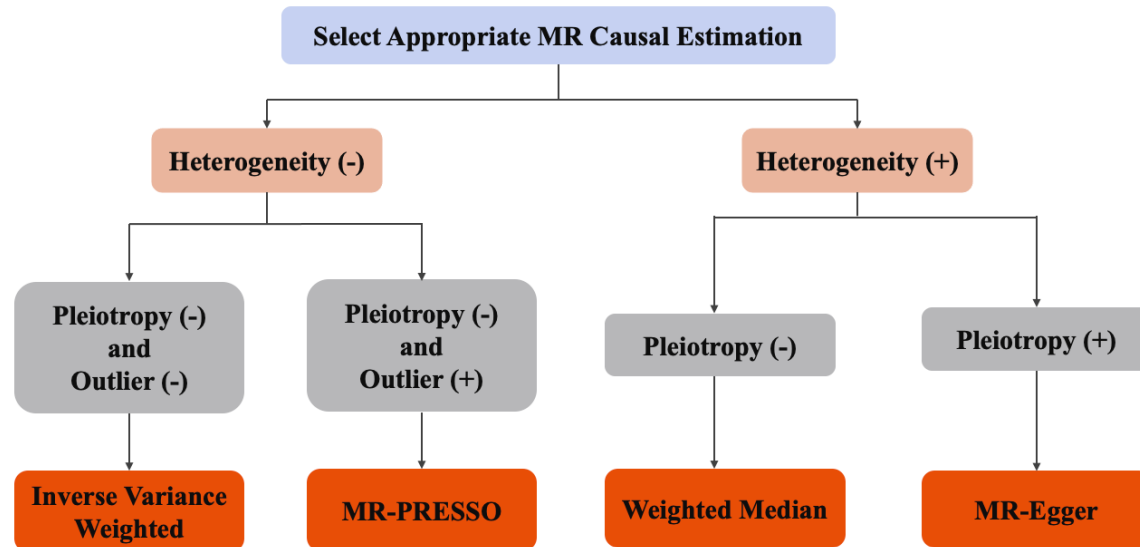 Select Appropriate MR Causal Estimation
Heterogeneity (-)
Heterogeneity (+)
Pleiotropy (-)
and
Outlier (-)
Pleiotropy (-)
and
Outlier (+)
Pleiotropy (-)
Pleiotropy (+)
Inverse Variance
Weighted
MR-PRESSO
Weighted Median
MR-Egger